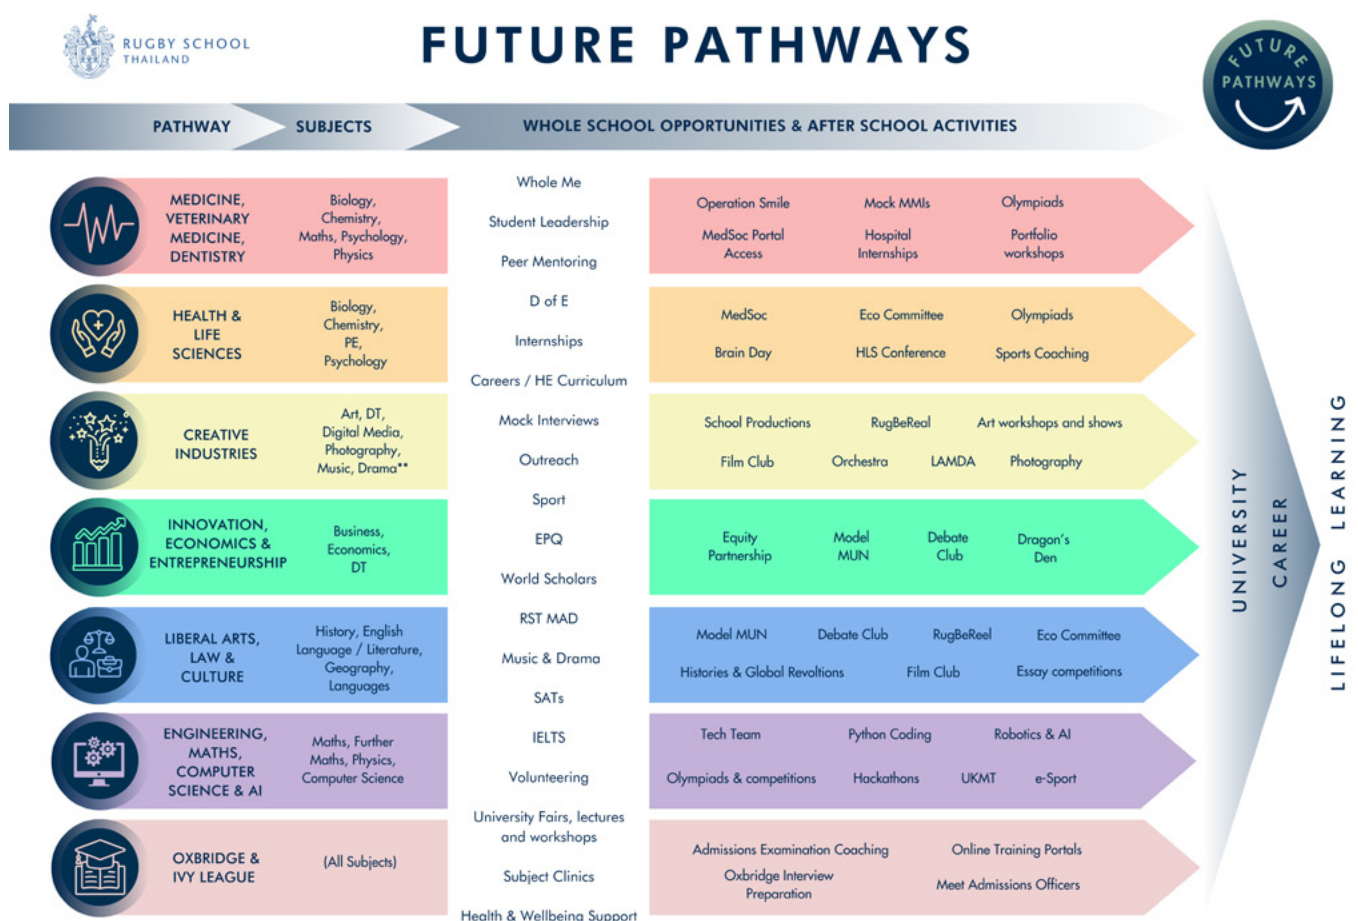 RUGBY SCHOOL
THAILAND
FUTURE PATHWAYS
FUTURE
PATHWAYS
PATHWAY
SUBJECTS
WHOLE SCHOOL OPPORTUNITIES & AFTER SCHOOL ACTIVITIES
MEDICINE,
VETERINARY
MEDICINE,
DENTISTRY
Biology,
Chemistry,
Maths, Psychology,
Physics
HEALTH &
LIFE
SCIENCES
Biology,
Chemistry,
PE,
Psychology
CREATIVE
INDUSTRIES
Art, DT,
Digital Media,
Photography,
Music, Drama**
INNOVATION,
ECONOMICS &
ENTREPRENEURSHIP
Business,
Economics,
DT
LIBERAL ARTS,
LAW &
CULTURE
History, English
Language / Literature,
Geography,
Languages
ENGINEERING,
MATHS,
COMPUTER
SCIENCE & AI
Maths, Further
Maths, Physics,
Computer Science
OXBRIDGE &
IVY LEAGUE
(All Subjects)
Whole Me
Student Leadership
Peer Mentoring
D of E
Internships
Careers / HE Curriculum
Mock Interviews
Outreach
Sport
EPQ
World Scholars
RST MAD
Music & Drama
SATs
IELTS
Volunteering
University Fairs, lectures
and workshops
Subject Clinics
Health & Wellbeing Support
Operation Smile
Mock MMIs
Olympiads
MedSoc Portal
Access
Hospital
Internships
Portfolio
workshops
MedSoc
Eco Committee
Olympiads
Brain Day
HLS Conference
Sports Coaching
School Productions
RugBeReal
Art workshops and shows
Film Club
Orchestra
LAMDA
Photography
Equity
Partnership
Model
MUN
Debate
Club
Dragon's
Den
Model MUN
Debate Club
RugBeReel
Eco Committee
Histories & Global Revoltions
Film Club
Essay competitions
Tech Team
Python Coding
Robotics & AI
Olympiads & competitions
Hackathons
UKMT
e-Sport
Admissions Examination Coaching
Online Training Portals
Oxbridge Interview
Preparation
Meet Admissions Officers
UNIVERSITY
CAREER
LIFELONG LEARNING